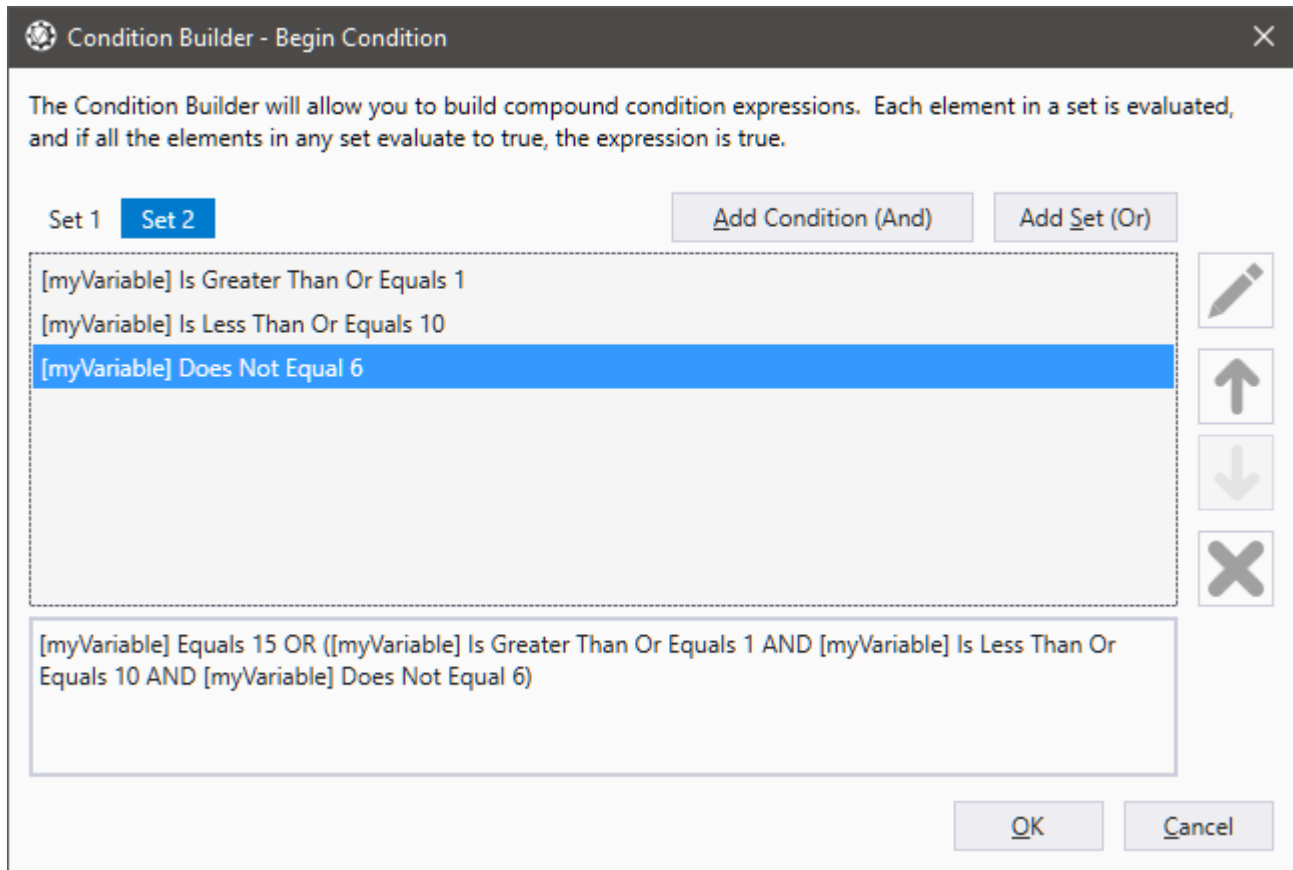 Condition Builder - Begin Condition
The Condition Builder will allow you to build compound condition expressions.  Each element in a set is evaluated,
and if all the elements in any set evaluate to true, the expression is true.
Set 1 Set 2 Add Condition (And) Add Set (Or)
[myVariable] Is Greater Than Or Equals 1
[myVariable] Is Less Than Or Equals 10
[myVariable] Does Not Equal 6
[myVariable] Equals 15 OR ([myVariable] Is Greater Than Or Equals 1 AND [myVariable] Is Less Than Or
Equals 10 AND [myVariable] Does Not Equal 6)
OK Cancel